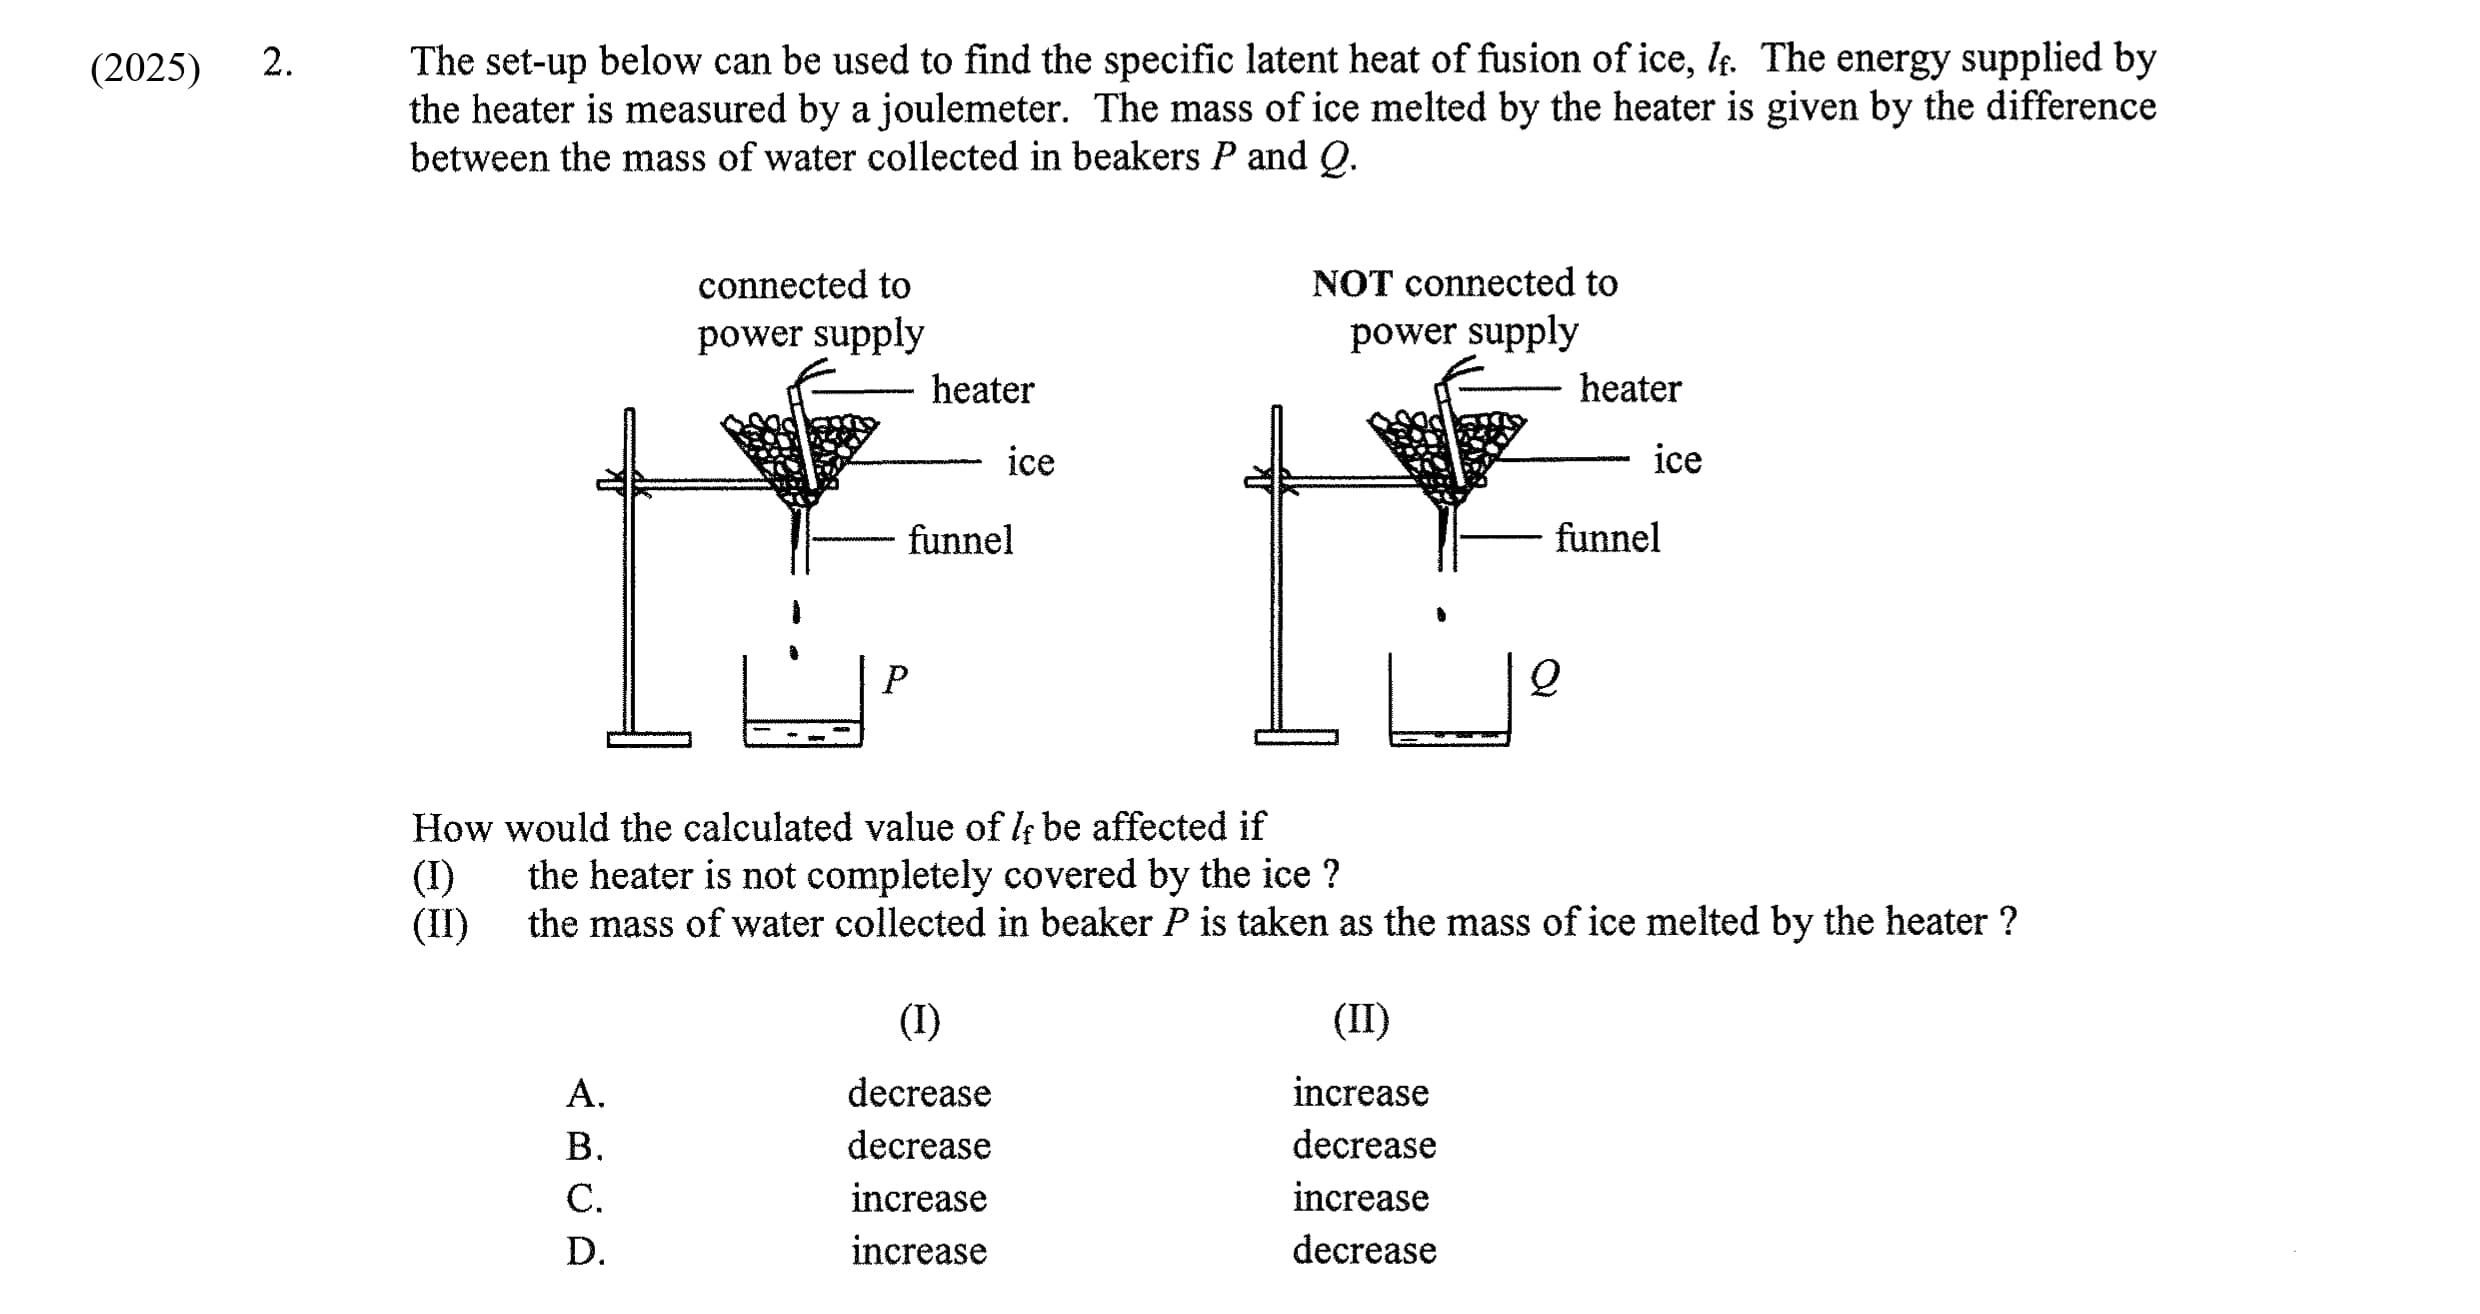 (2025) 2. The set-up below can be used to find the specific latent heat of fusion of ice, lf. The energy supplied by
the heater is measured by a joulemeter. The mass of ice melted by the heater is given by the difference
between the mass of water collected in beakers P and Q.
connected to
power supply
heater
ice
funnel
P
NOT connected to
power supply
heater
ice
funnel
Q
How would the calculated value of lf be affected if
(I) the heater is not completely covered by the ice ?
(II) the mass of water collected in beaker P is taken as the mass of ice melted by the heater ?
(I) (II)
A. decrease increase
B. decrease decrease
C. increase increase
D. increase decrease